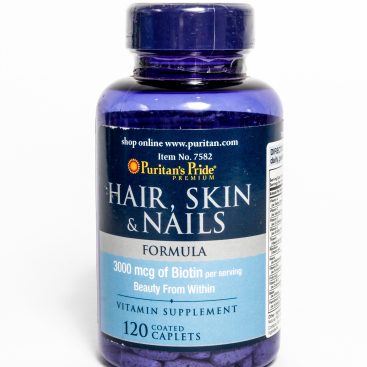 shop online www.puritan.com
Item No. 7582
Puritan's Pride®
PREMIUM
HAIR, SKIN
& NAILS
FORMULA
3000 mcg of Biotin per serving
Beauty From Within
VITAMIN SUPPLEMENT
120 COATED
CAPLETS